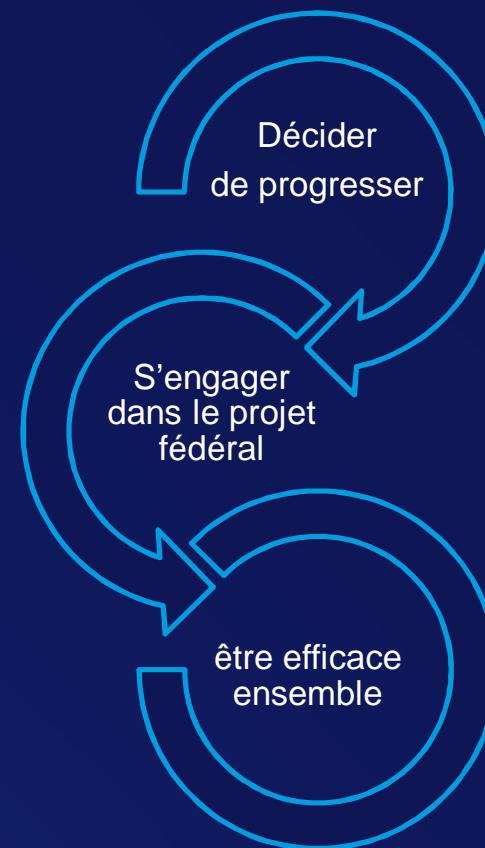 Décider
de progresser
S’engager
dans le projet
fédéral
être efficace
ensemble